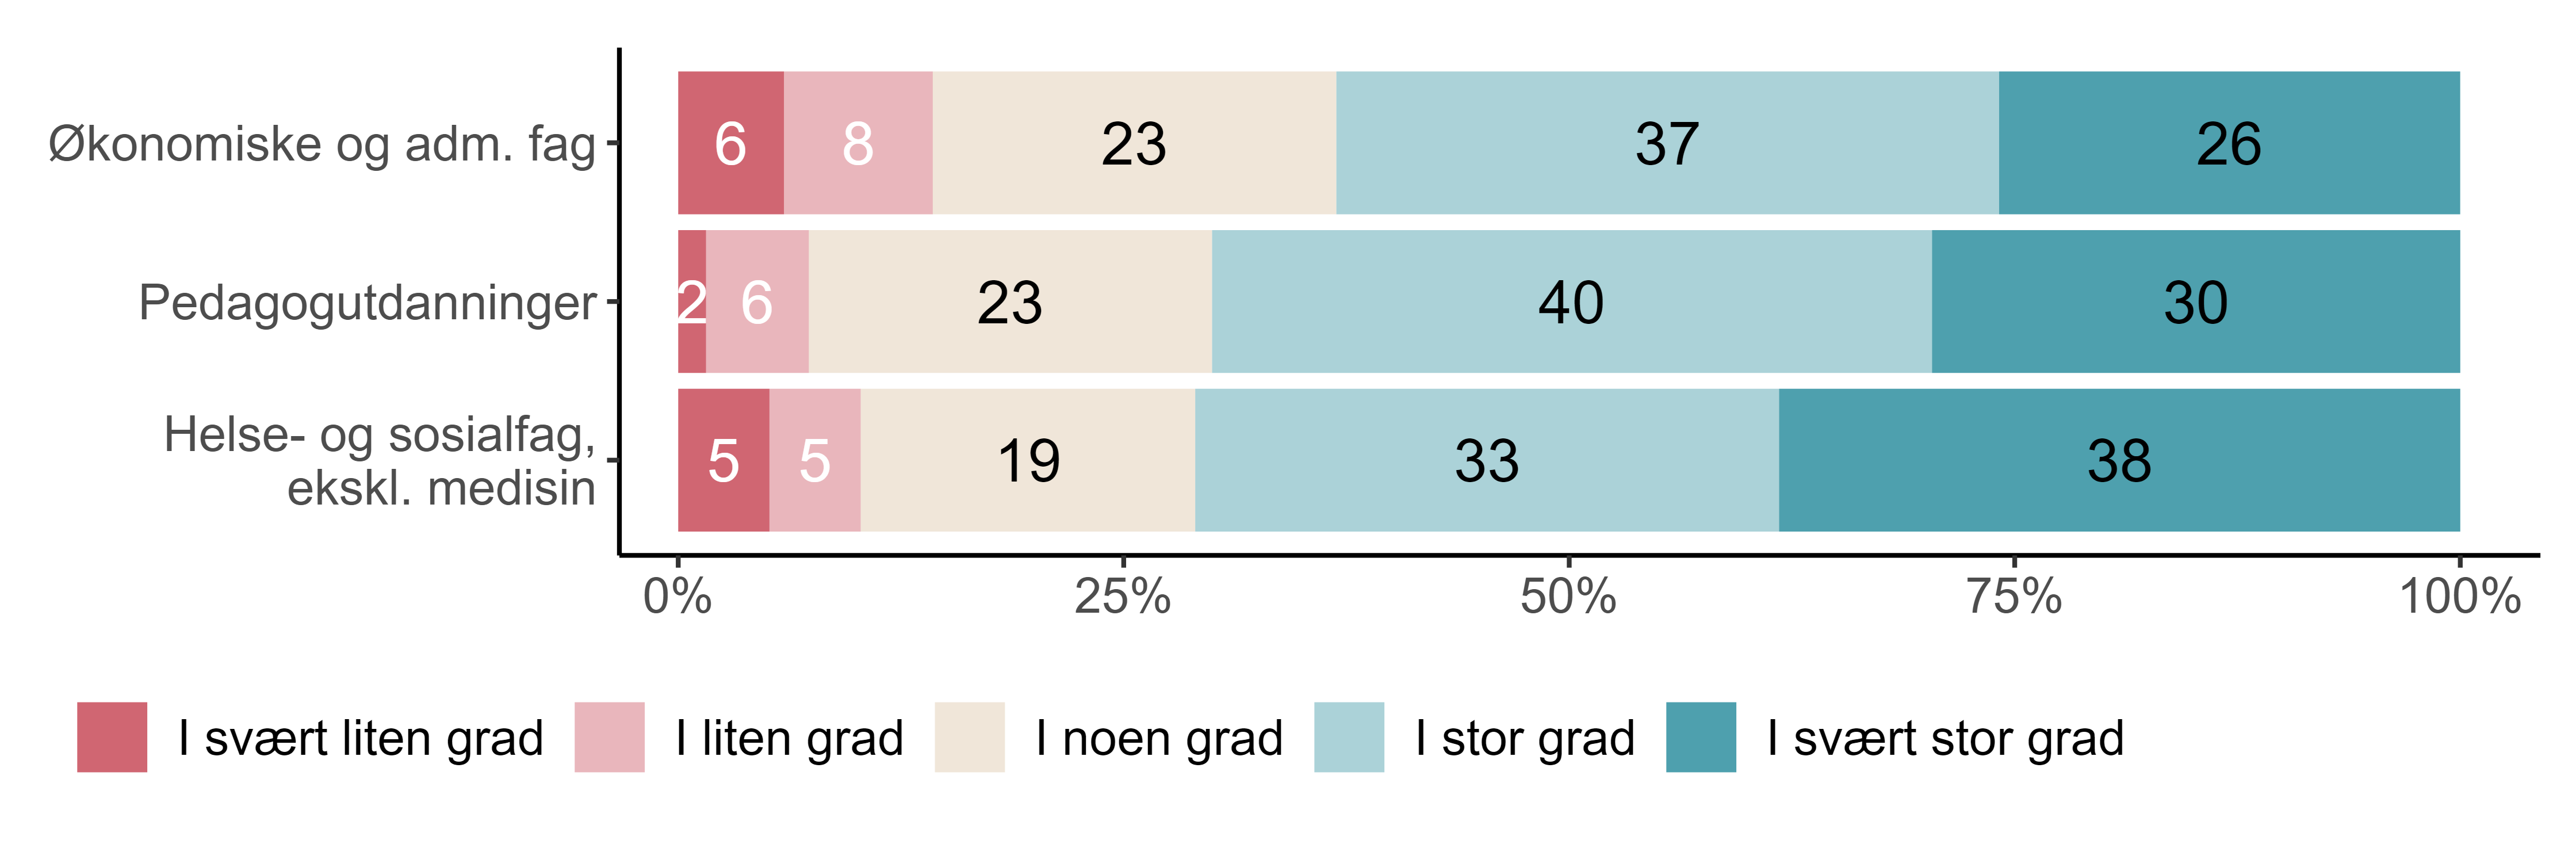 Økonomiske og adm. fag
6 8 23 37 26
Pedagogutdanninger
2 6 23 40 30
Helse- og sosialfag,
ekskl. medisin
5 5 19 33 38
0% 25% 50% 75% 100%
I svært liten grad I liten grad I noen grad I stor grad I svært stor grad